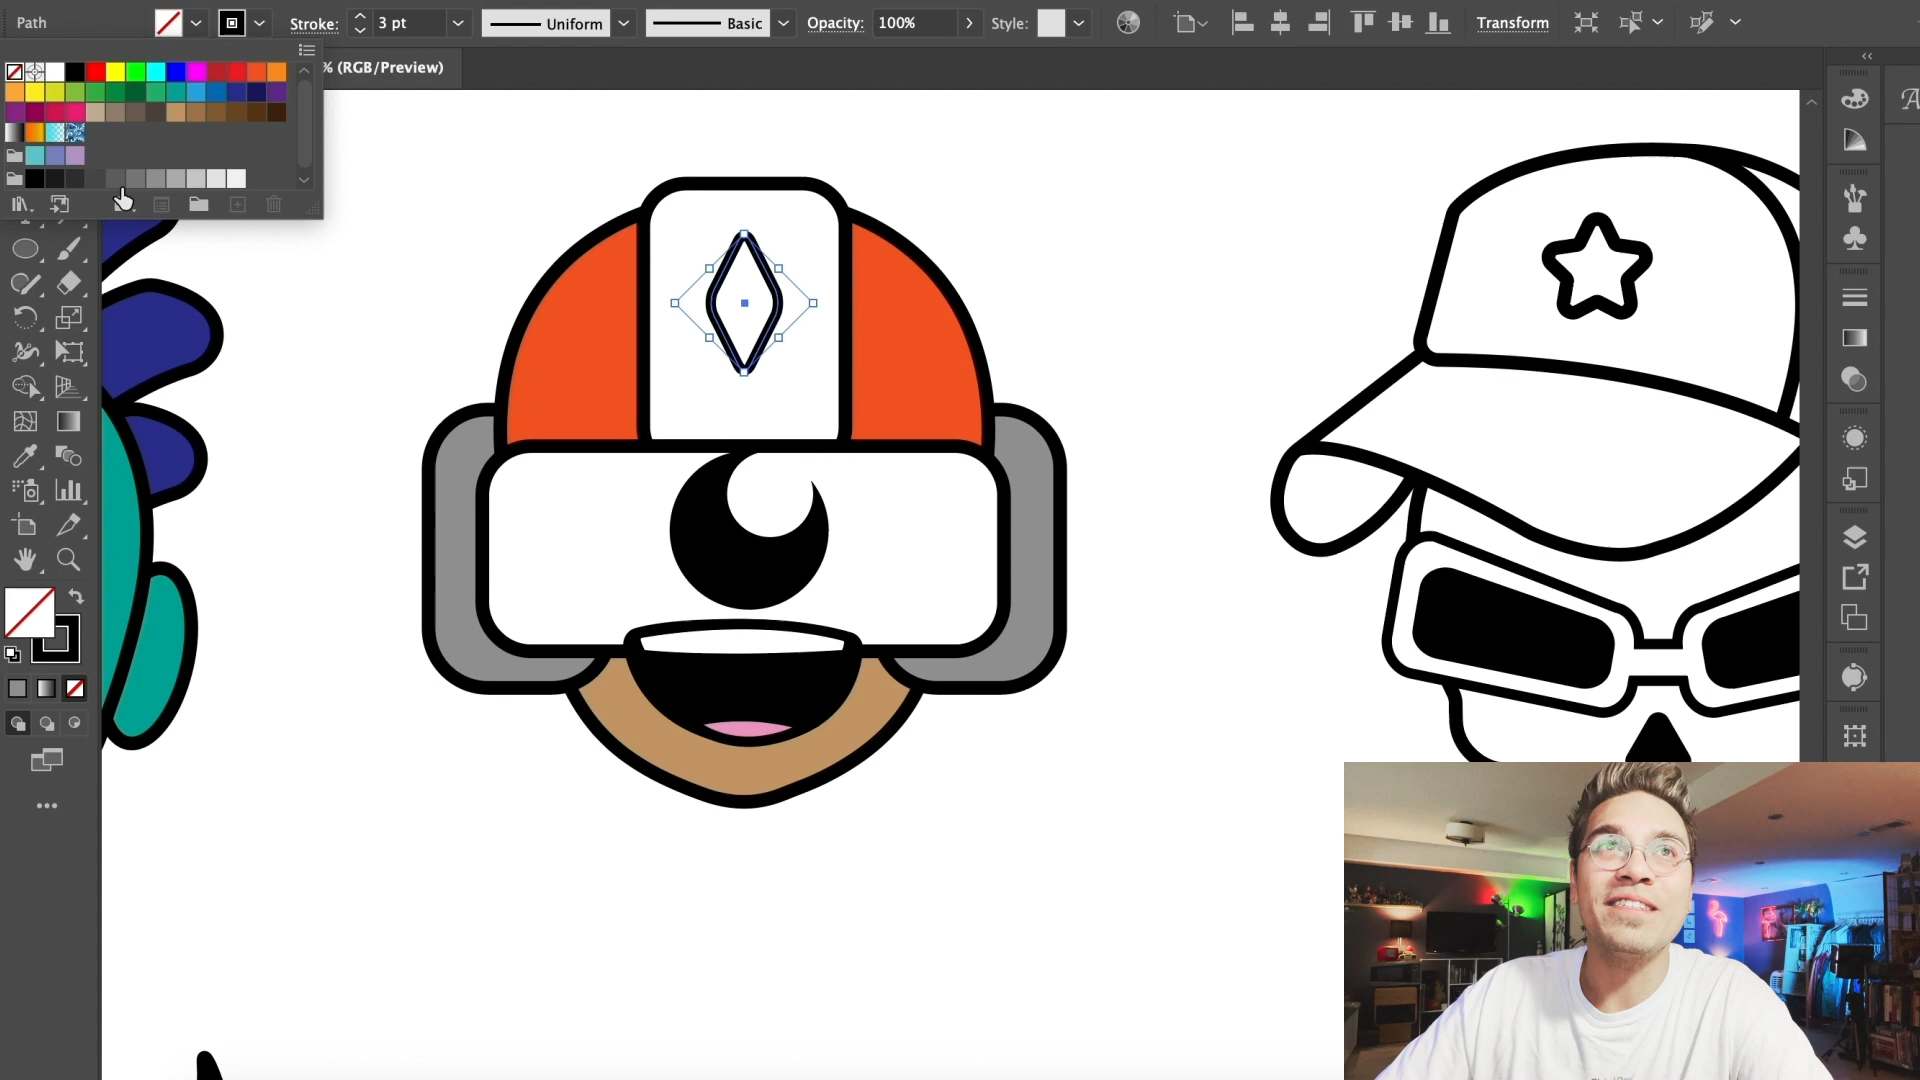 Path
Stroke:
3 pt
Uniform
Basic
Opacity:
100%
Style:
Transform
% (RGB/Preview)
A